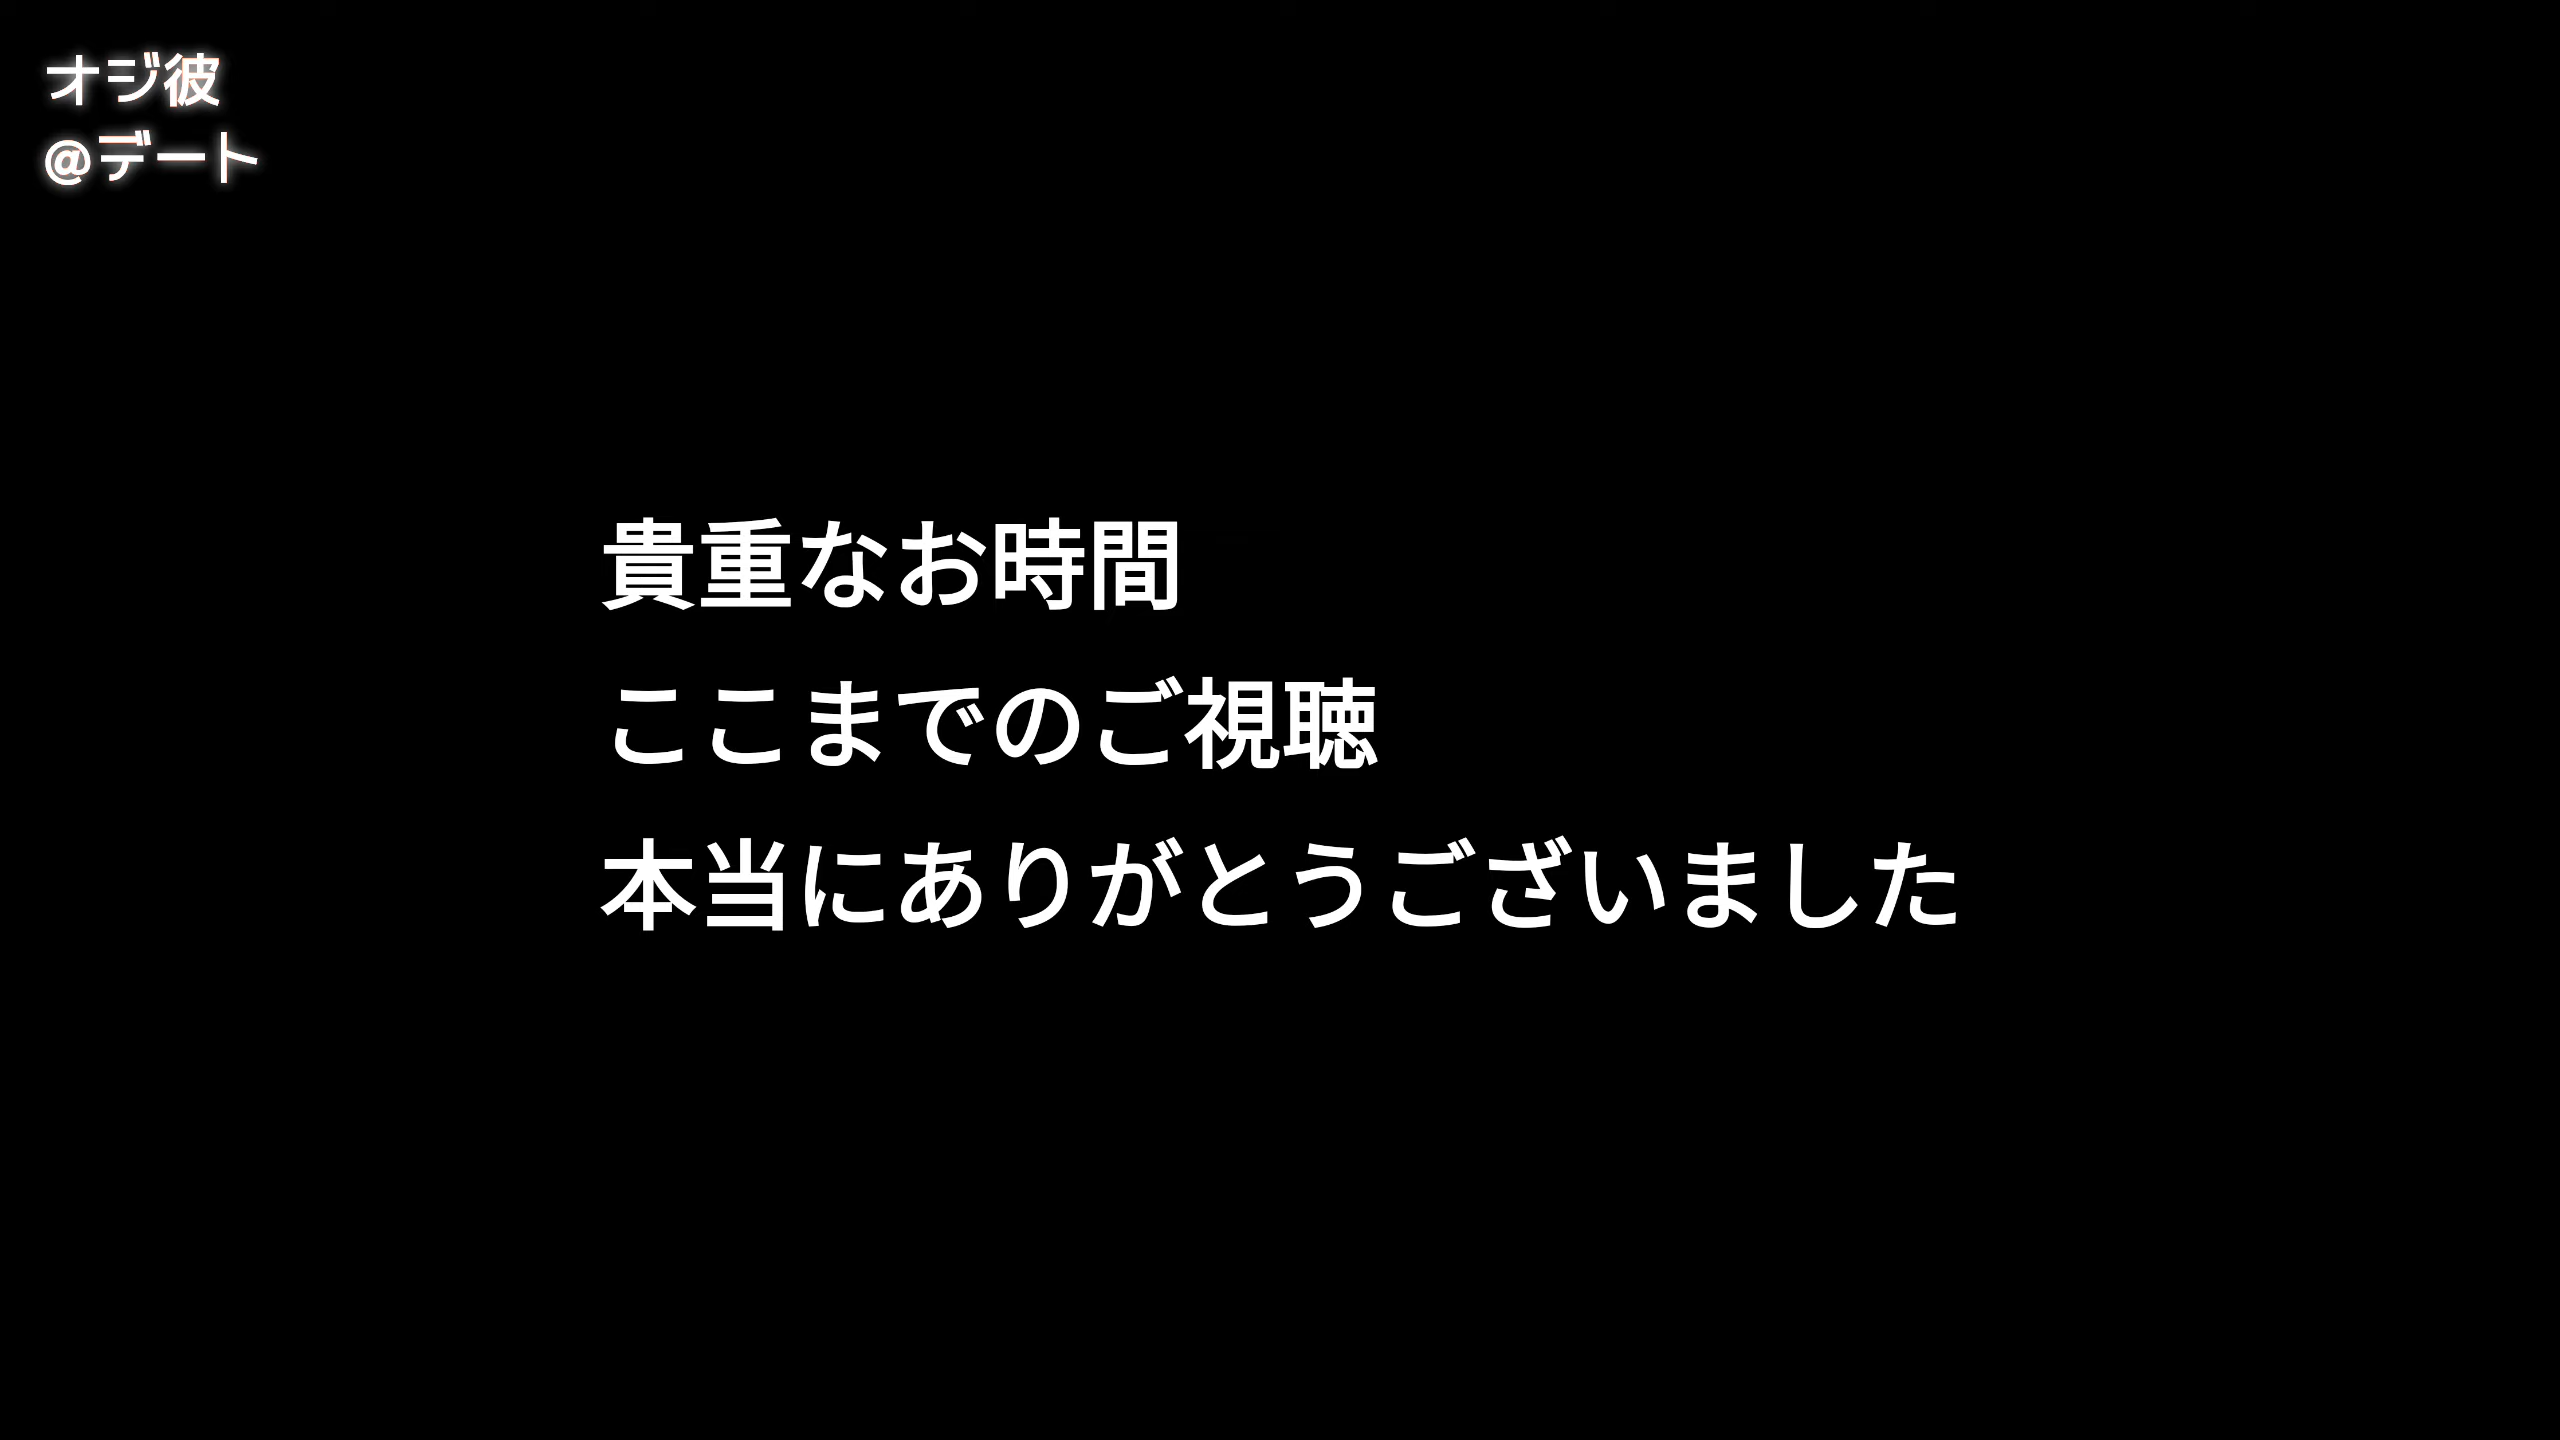 オジ彼
@デート
貴重なお時間
ここまでのご視聴
本当にありがとうございました